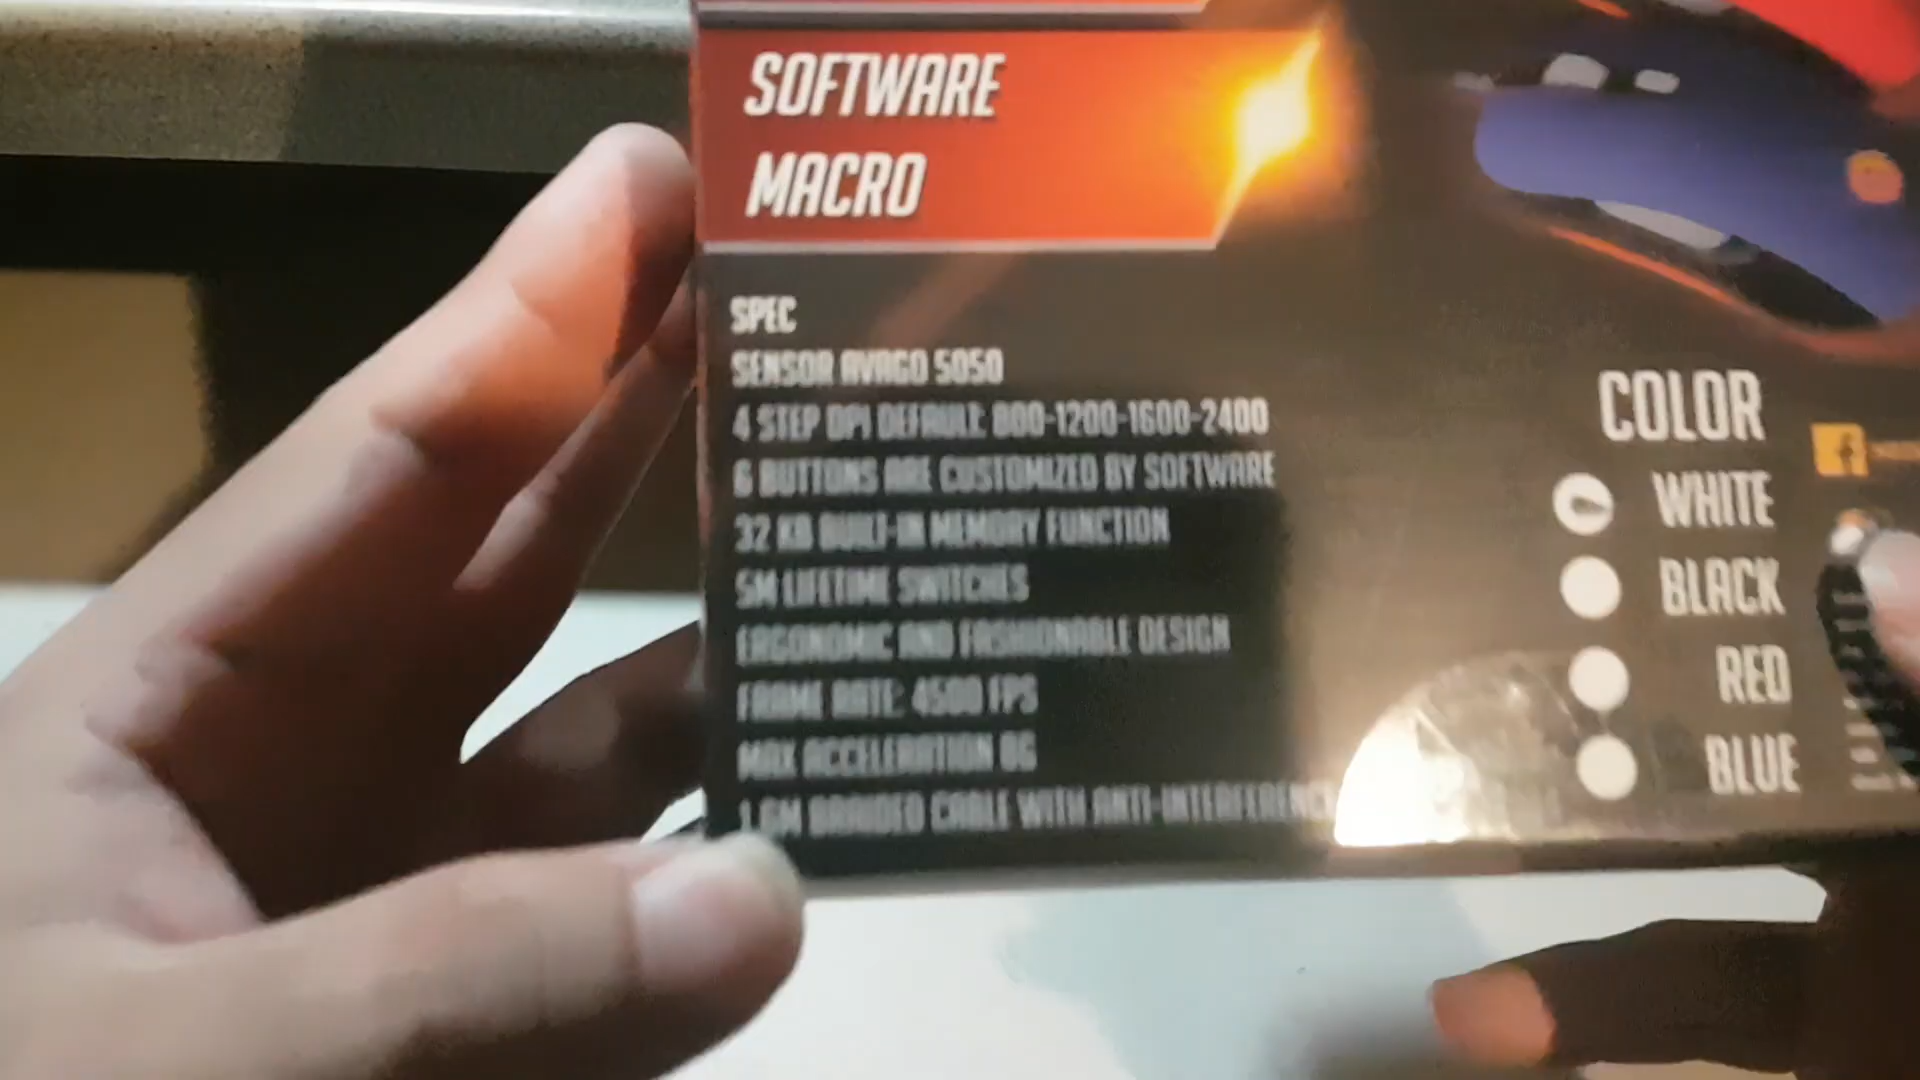 SOFTWARE
MACRO
SPEC
SENSOR AVAGO 5050
4 STEP DPI DEFAULT: 800-1200-1600-2400
6 BUTTONS ARE CUSTOMIZED BY SOFTWARE
32 KB BUILT-IN MEMORY FUNCTION
5M LIFETIME SWITCHES
ERGONOMIC AND FASHIONABLE DESIGN
FRAME RATE: 4500 FPS
MAX ACCELERATION 8G
1.6M BRAIDED CABLE WITH ANTI-INTERFERENCE
COLOR
WHITE
BLACK
RED
BLUE